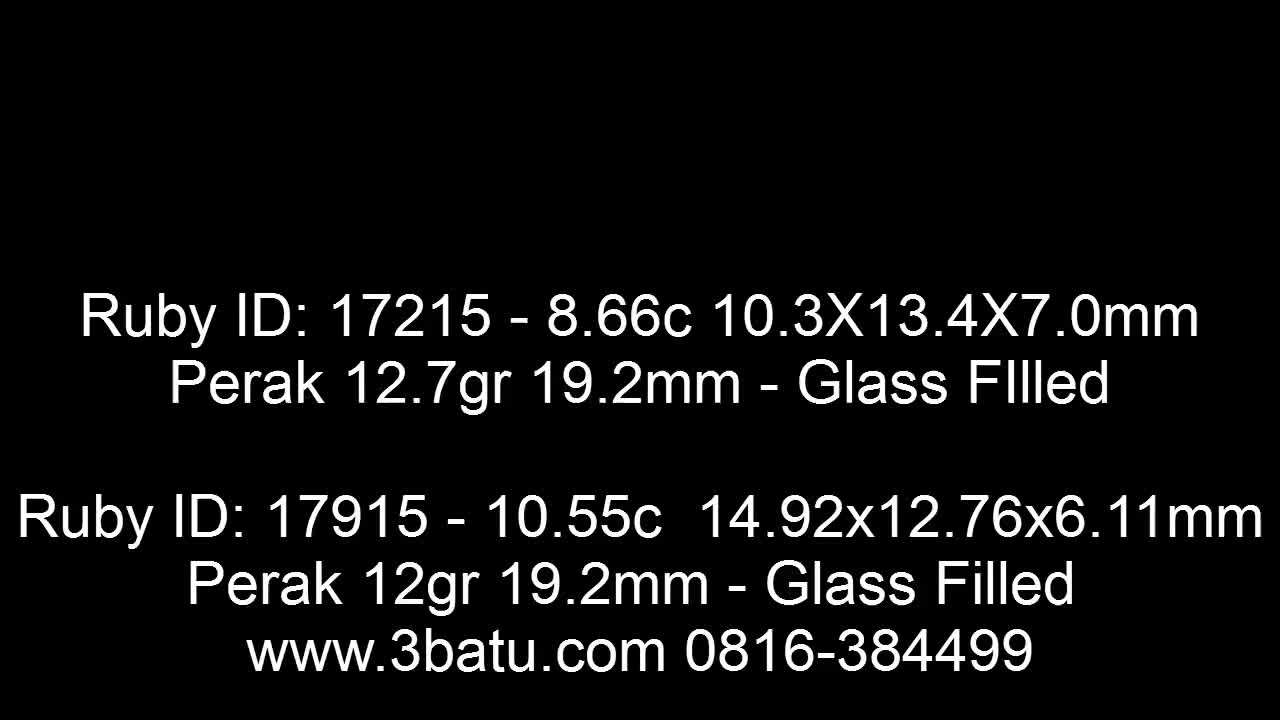 Ruby ID: 17215 - 8.66c 10.3X13.4X7.0mm
Perak 12.7gr 19.2mm - Glass FIlled
Ruby ID: 17915 - 10.55c  14.92x12.76x6.11mm
Perak 12gr 19.2mm - Glass Filled
www.3batu.com 0816-384499